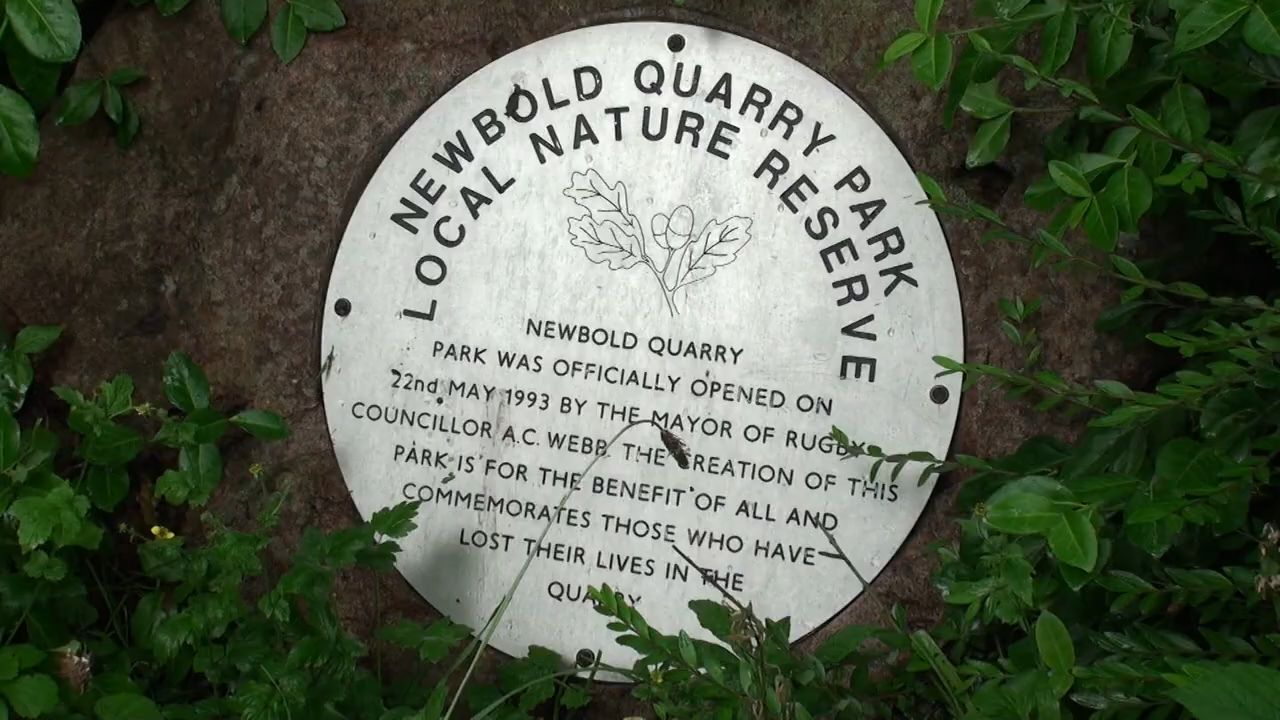 NEWBOLD QUARRY PARK
LOCAL NATURE RESERVE
NEWBOLD QUARRY
PARK WAS OFFICIALLY OPENED ON
22nd MAY 1993 BY THE MAYOR OF RUGBY
COUNCILLOR A.C. WEBB. THE CREATION OF THIS
PARK IS FOR THE BENEFIT OF ALL AND
COMMEMORATES THOSE WHO HAVE
LOST THEIR LIVES IN THE
QUARRY